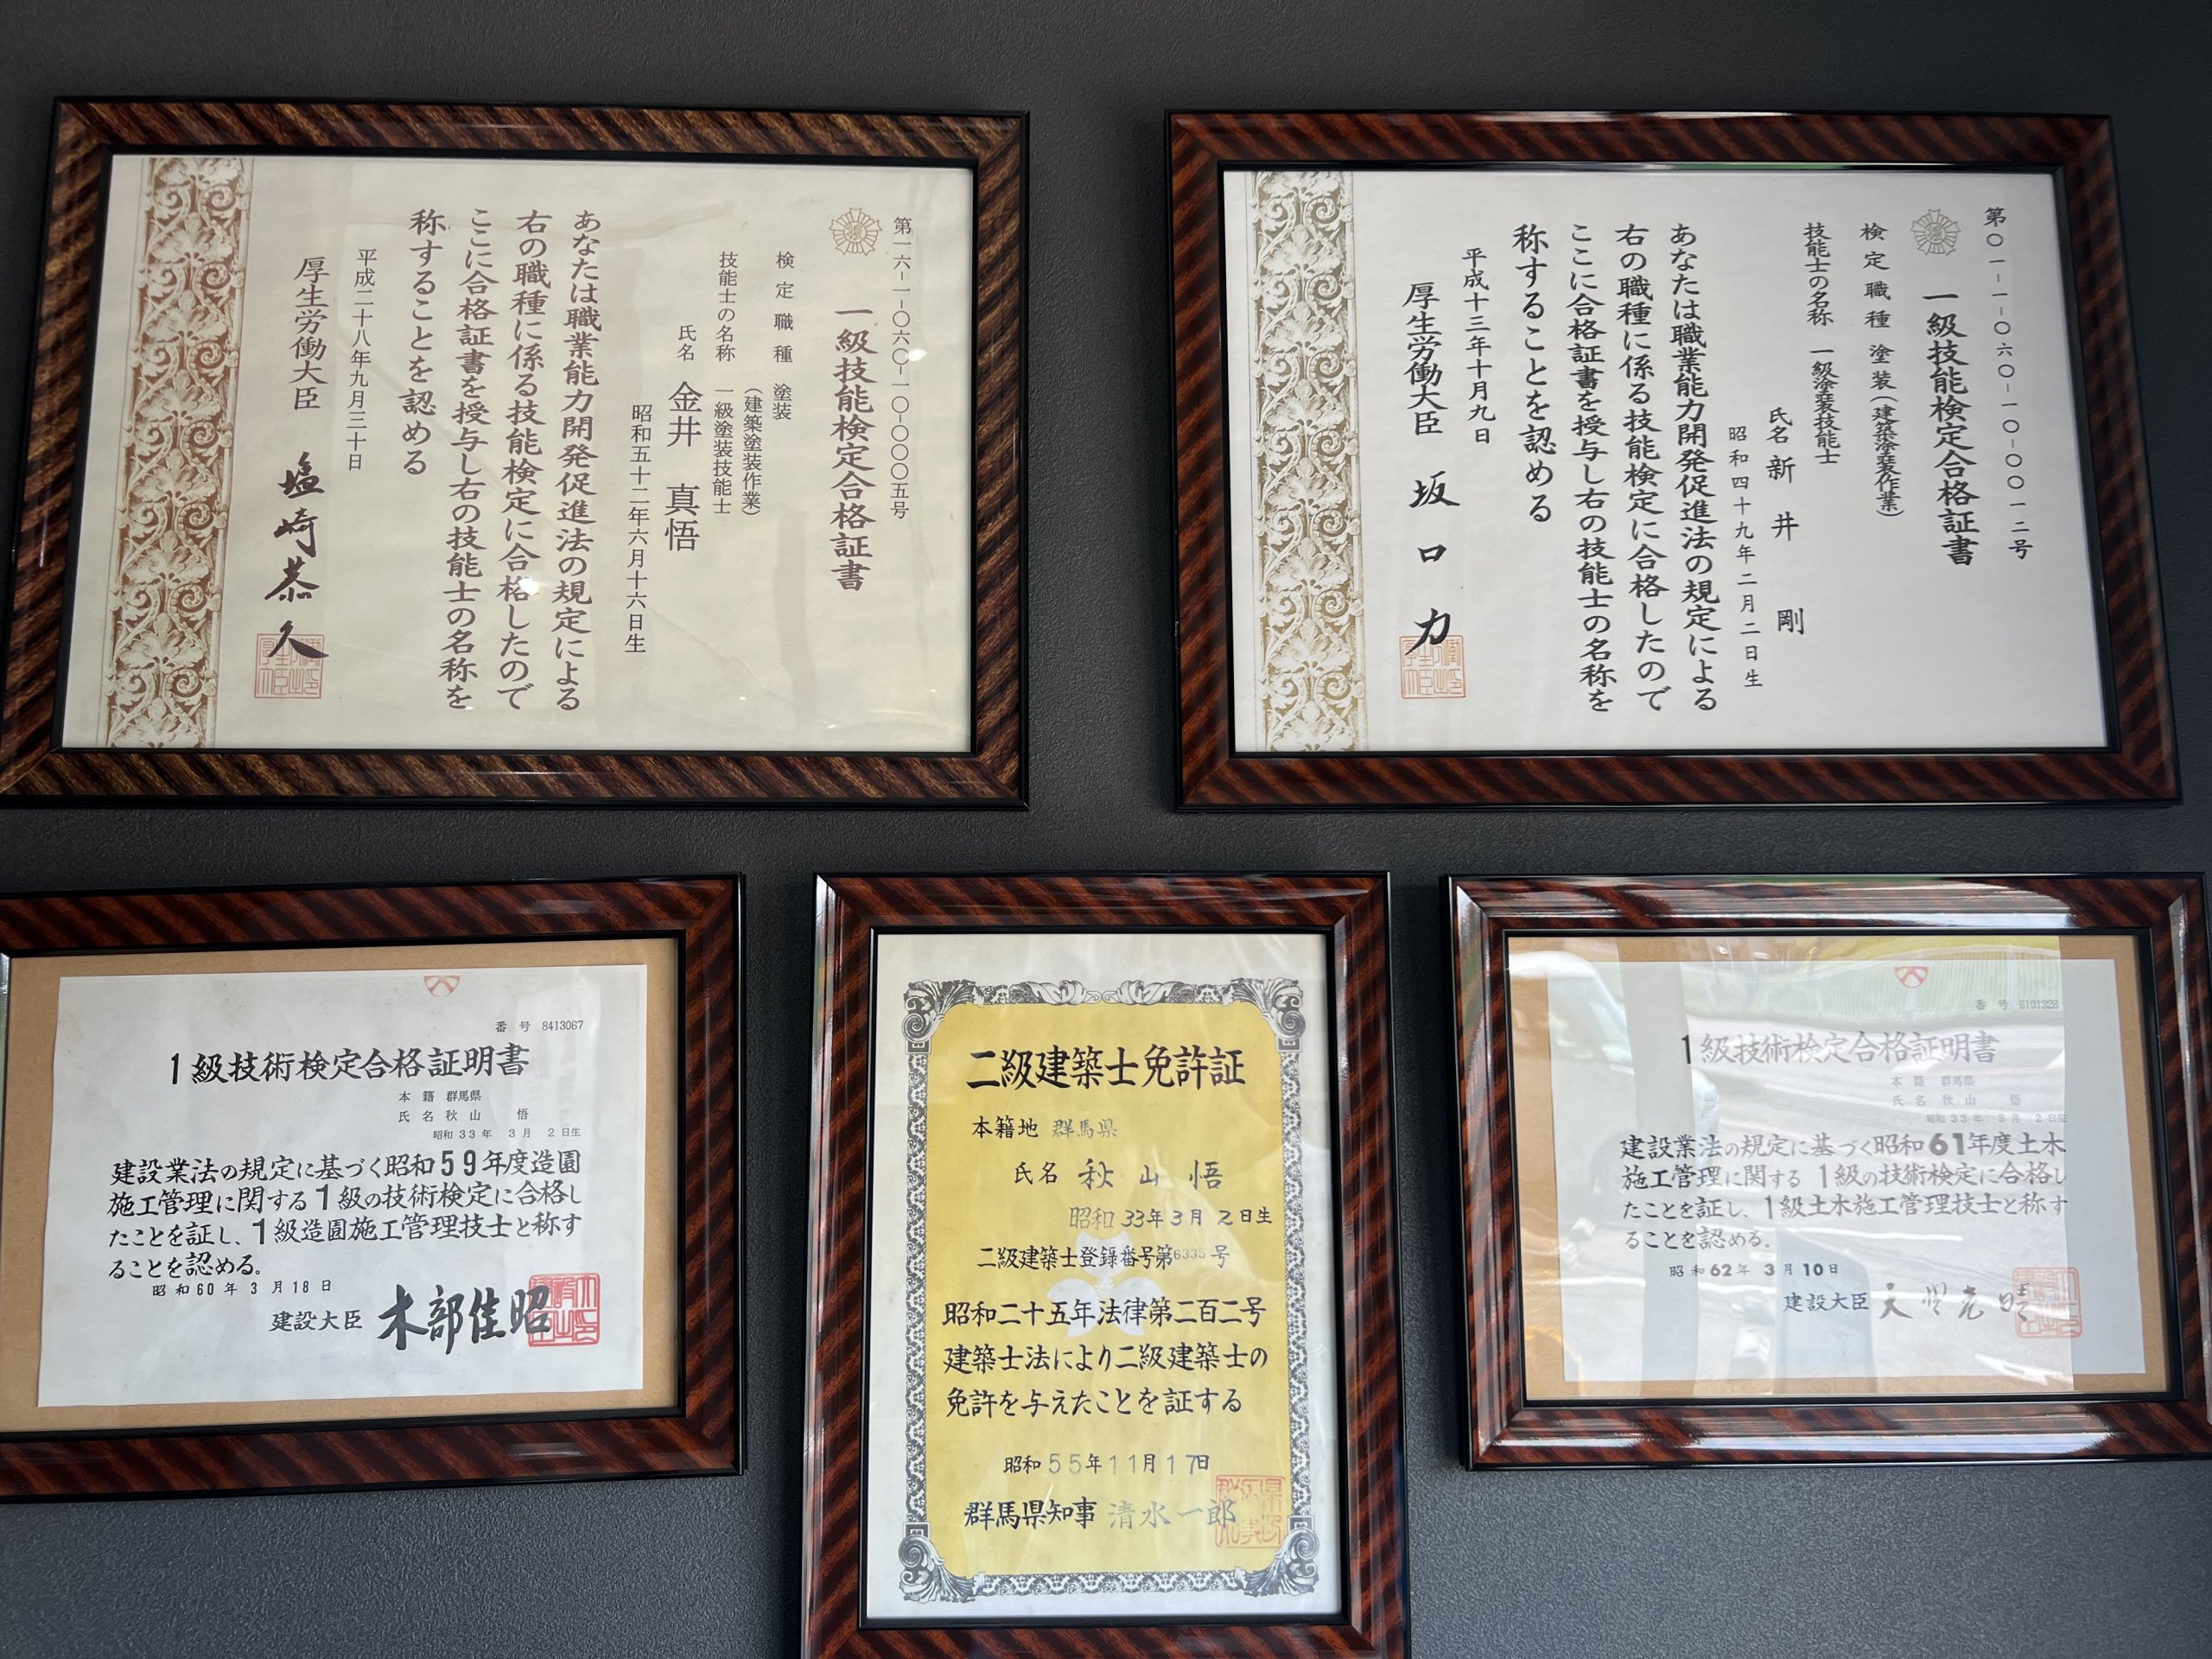 第一六-一-〇六〇-一〇-〇〇〇五号
一級技能検定合格証書
検定職種 塗装
(建築塗装作業)
技能士の名称 一級塗装技能士
氏名 金井 真悟
昭和五十二年六月十六日生
あなたは職業能力開発促進法の規定による
右の職種に係る技能検定に合格したので
ここに合格証書を授与し右の技能士の名称を
称することを認める
平成二十八年九月三十日
厚生労働大臣 塩崎恭久
第〇一-一-〇六〇-一〇-〇〇一二号
一級技能検定合格証書
検定職種 塗装(建築塗装作業)
技能士の名称 一級塗装技能士
氏名 新井 剛
昭和四十九年二月二日生
あなたは職業能力開発促進法の規定による
右の職種に係る技能検定に合格したので
ここに合格証書を授与し右の技能士の名称を
称することを認める
平成十三年十月九日
厚生労働大臣 坂口力
番号 8413067
1級技術検定合格証明書
本籍 群馬県
氏名 秋山 悟
昭和33年 3月 2日生
建設業法の規定に基づく昭和59年度造園
施工管理に関する1級の技術検定に合格し
たことを証し、1級造園施工管理技士と称す
ることを認める。
昭和60年 3月18日
建設大臣 木部佳昭
二級建築士免許証
本籍地 群馬県
氏名 秋山 悟
昭和33年3月2日生
二級建築士登録番号第6335号
昭和二十五年法律第二百二号
建築士法により二級建築士の
免許を与えたことを証する
昭和55年11月17日
群馬県知事 清水一郎
番号
1級技術検定合格証明書
本籍 群馬県
氏名 秋山 悟
昭和33年 3月 2日生
建設業法の規定に基づく昭和61年度土木
施工管理に関する 1級の技術検定に合格し
たことを証し、1級土木施工管理技士と称す
ることを認める。
昭和62年 3月10日
建設大臣 天野光晴